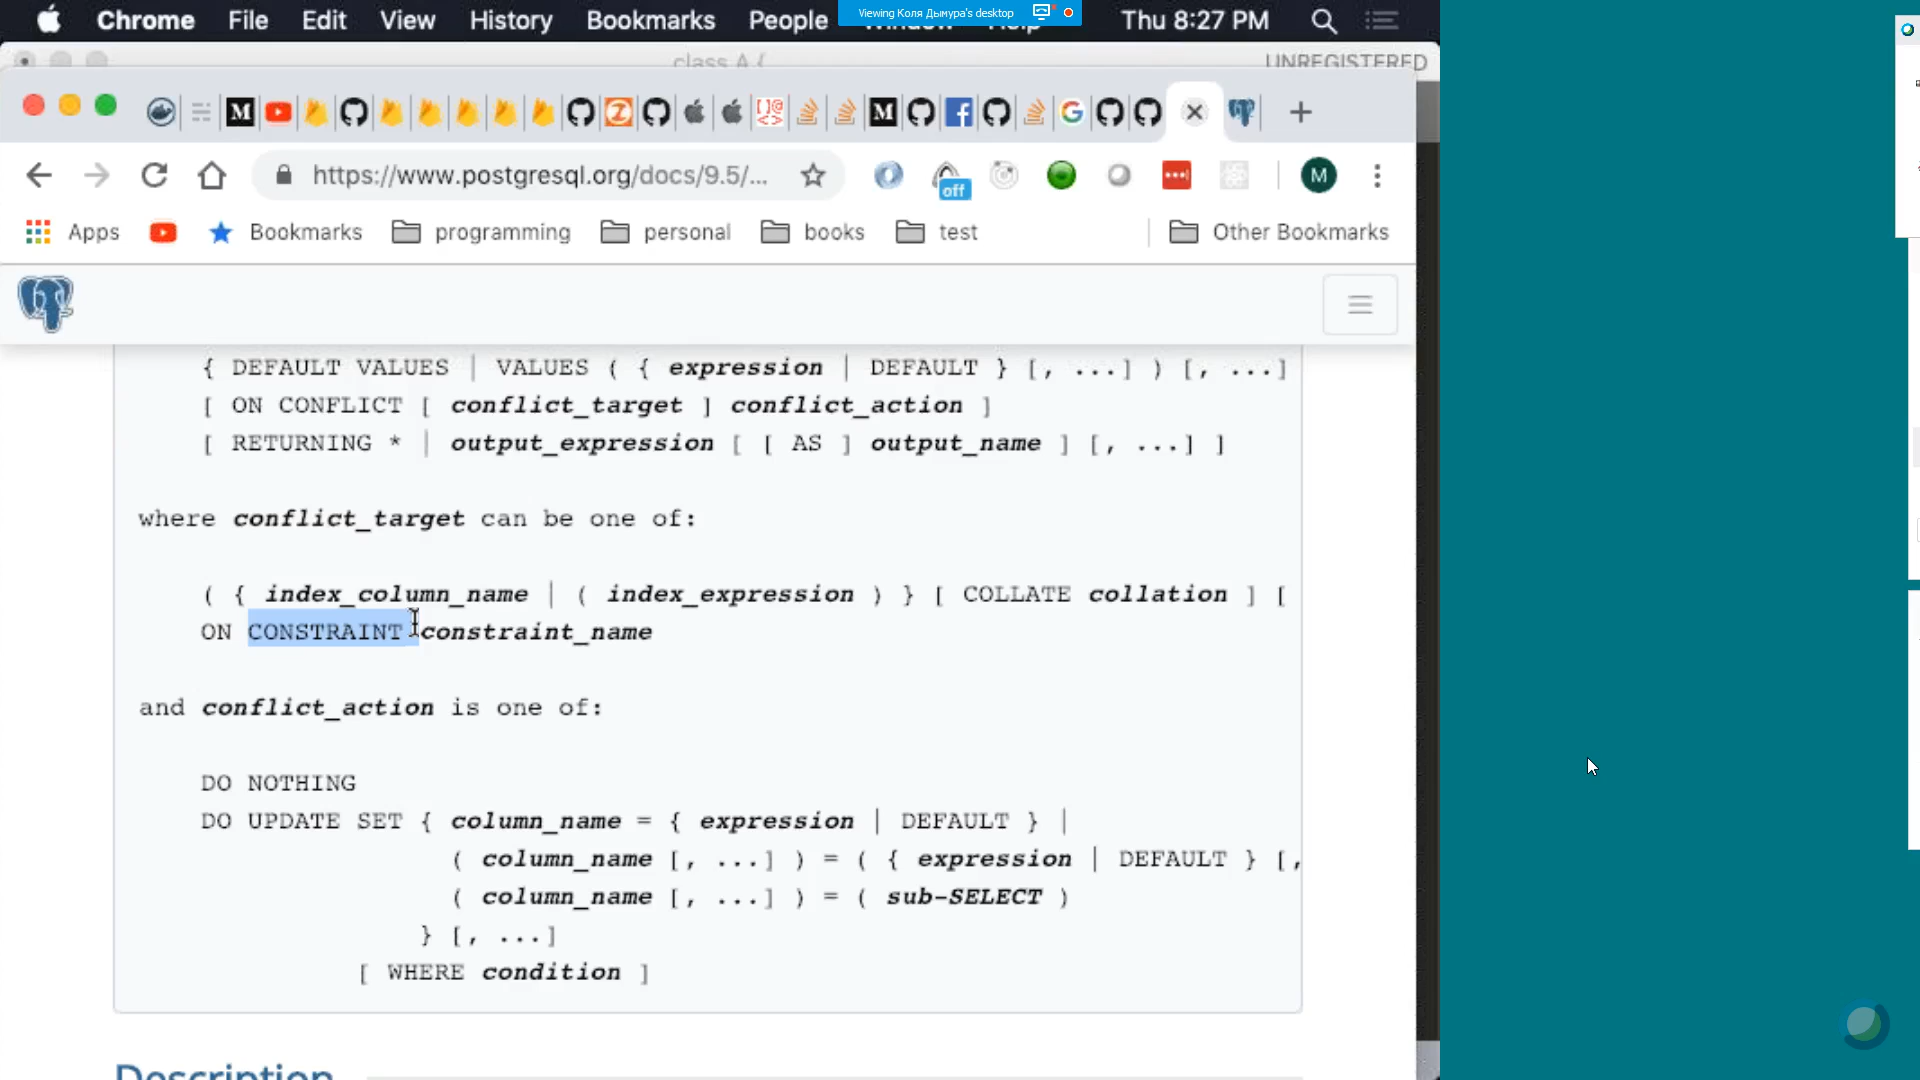 Chrome File Edit View History Bookmarks People Window Help Thu 8:27 PM
Viewing Коля Дымура's desktop
class A { UNREGISTERED
https://www.postgresql.org/docs/9.5/...
off
M
Apps Bookmarks programming personal books test Other Bookmarks
{ DEFAULT VALUES | VALUES ( { expression | DEFAULT } [, ...] ) [, ...]
[ ON CONFLICT [ conflict_target ] conflict_action ]
[ RETURNING * | output_expression [ [ AS ] output_name ] [, ...] ]
where conflict_target can be one of:
( { index_column_name | ( index_expression ) } [ COLLATE collation ] [
ON CONSTRAINT constraint_name
and conflict_action is one of:
DO NOTHING
DO UPDATE SET { column_name = { expression | DEFAULT } |
( column_name [, ...] ) = ( { expression | DEFAULT } [,
( column_name [, ...] ) = ( sub-SELECT )
} [, ...]
[ WHERE condition ]
Description